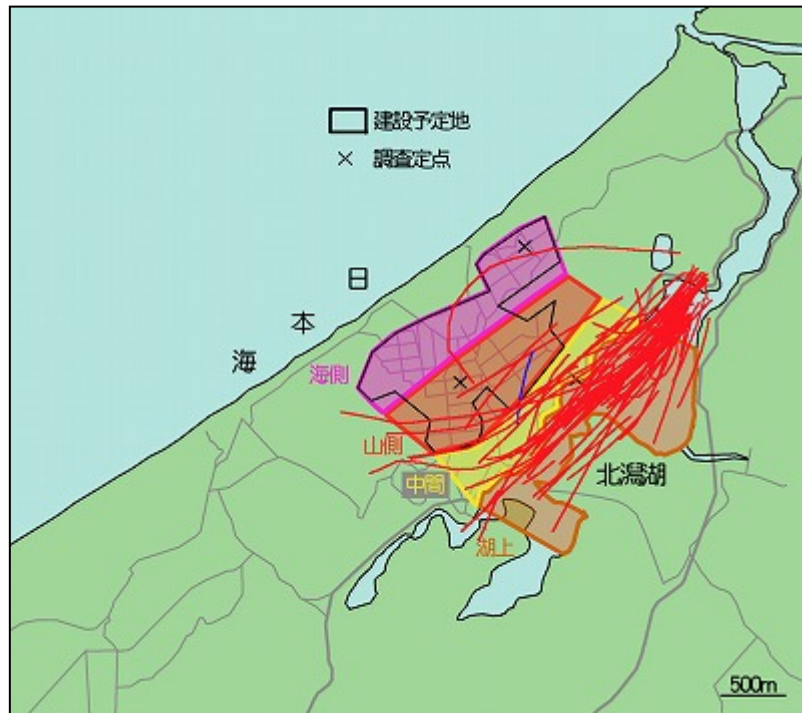 建設予定地
× 調査定点
日
本
海
海側
山側
中間
北潟湖
湖上
500m